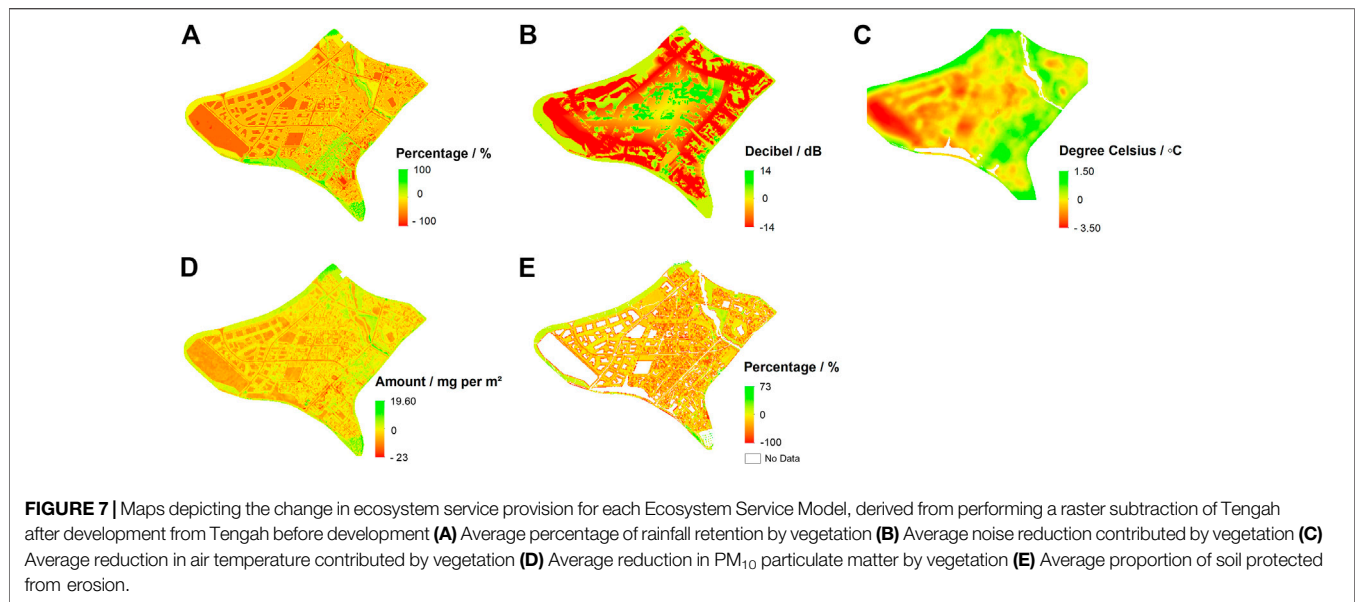 A
Percentage / %
100
0
- 100
B
Decibel / dB
14
0
-14
C
Degree Celsius / ◦C
1.50
0
- 3.50
D
Amount / mg per m²
19.60
0
- 23
E
Percentage / %
73
0
-100
No Data
FIGURE 7 | Maps depicting the change in ecosystem service provision for each Ecosystem Service Model, derived from performing a raster subtraction of Tengah
after development from Tengah before development (A) Average percentage of rainfall retention by vegetation (B) Average noise reduction contributed by vegetation (C)
Average reduction in air temperature contributed by vegetation (D) Average reduction in PM₁₀ particulate matter by vegetation (E) Average proportion of soil protected
from erosion.